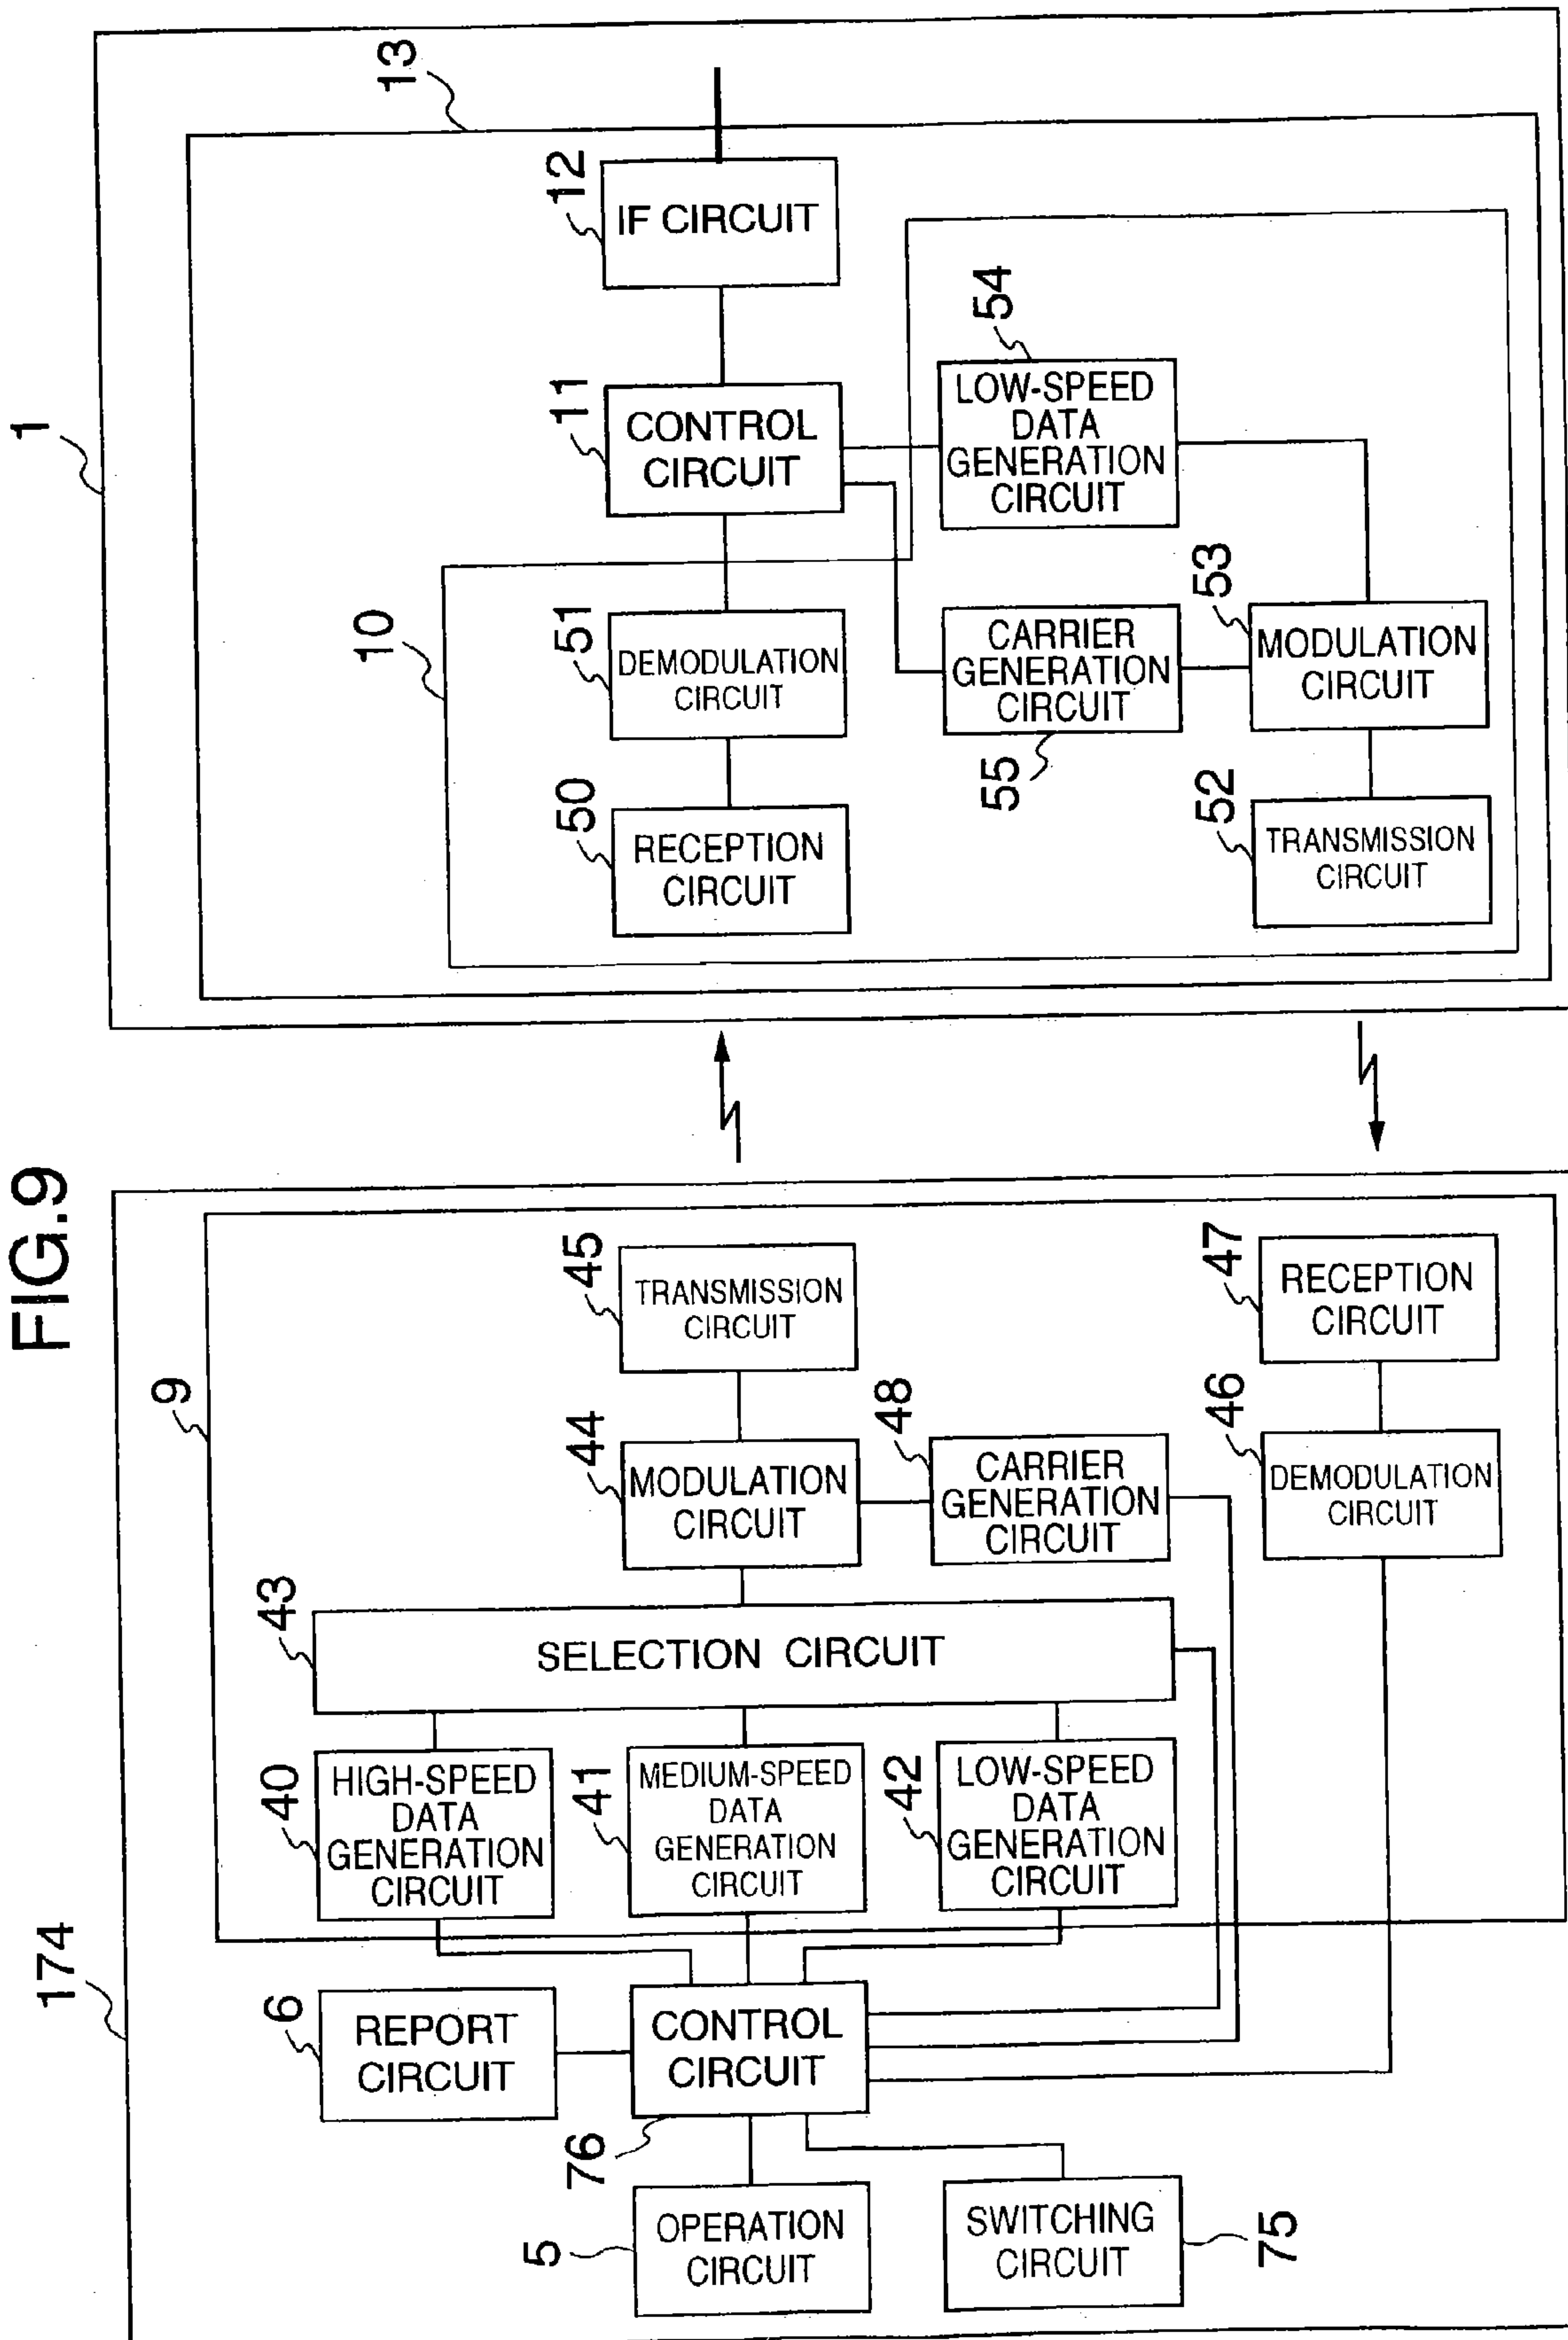 FIG.9
174
1
9
13
10
6
REPORT
CIRCUIT
40
HIGH-SPEED
DATA
GENERATION
CIRCUIT
43
SELECTION CIRCUIT
5
OPERATION
CIRCUIT
76
CONTROL
CIRCUIT
41
MEDIUM-SPEED
DATA
GENERATION
CIRCUIT
44
MODULATION
CIRCUIT
45
TRANSMISSION
CIRCUIT
75
SWITCHING
CIRCUIT
42
LOW-SPEED
DATA
GENERATION
CIRCUIT
48
CARRIER
GENERATION
CIRCUIT
46
DEMODULATION
CIRCUIT
47
RECEPTION
CIRCUIT
50
RECEPTION
CIRCUIT
51
DEMODULATION
CIRCUIT
11
CONTROL
CIRCUIT
12
IF CIRCUIT
55
CARRIER
GENERATION
CIRCUIT
54
LOW-SPEED
DATA
GENERATION
CIRCUIT
52
TRANSMISSION
CIRCUIT
53
MODULATION
CIRCUIT